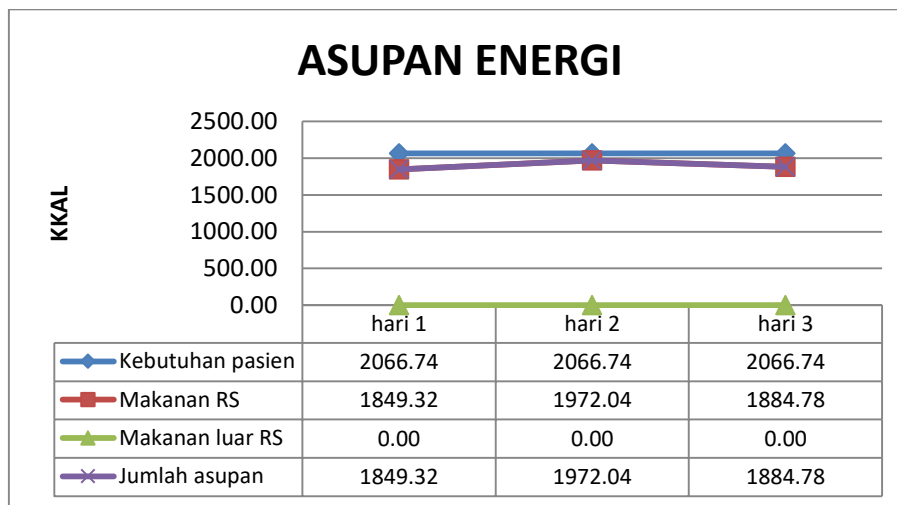 ASUPAN ENERGI
KKAL
2500.00
2000.00
1500.00
1000.00
500.00
0.00
hari 1 hari 2 hari 3
Kebutuhan pasien 2066.74 2066.74 2066.74
Makanan RS 1849.32 1972.04 1884.78
Makanan luar RS 0.00 0.00 0.00
Jumlah asupan 1849.32 1972.04 1884.78